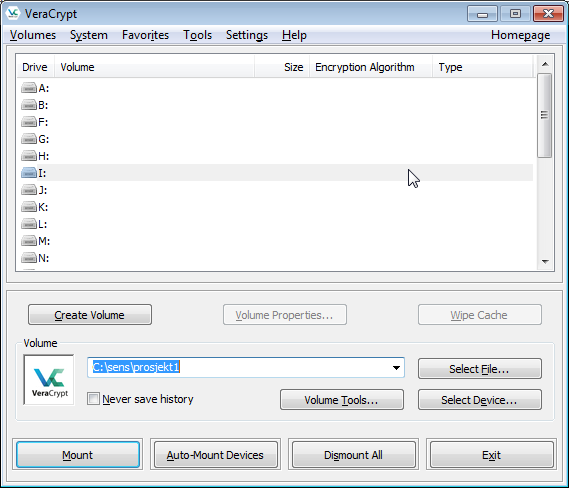 VeraCrypt
Volumes System Favorites Tools Settings Help Homepage
Drive Volume Size Encryption Algorithm Type
A:
B:
F:
G:
H:
I:
J:
K:
L:
M:
N:
Create Volume Volume Properties... Wipe Cache
Volume
C:\sens\prosjekt1 Select File...
VeraCrypt
Never save history Volume Tools... Select Device...
Mount Auto-Mount Devices Dismount All Exit